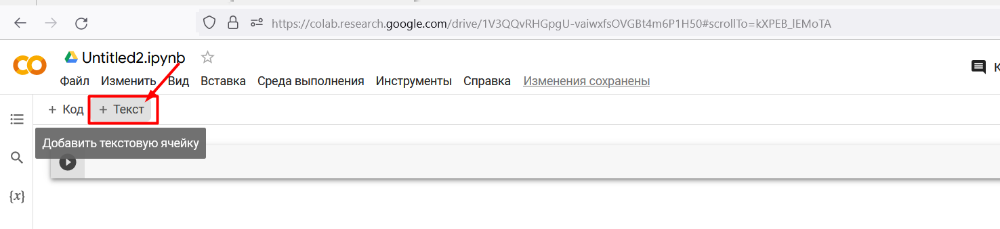 https://colab.research.google.com/drive/1V3QQvRHGpgU-vaiwxfsOVGBt4m6P1H50#scrollTo=kXPEB_lEMoTA
Untitled2.ipynb
Файл Изменить Вид Вставка Среда выполнения Инструменты Справка Изменения сохранены
К
+ Код + Текст
Добавить текстовую ячейку
{x}